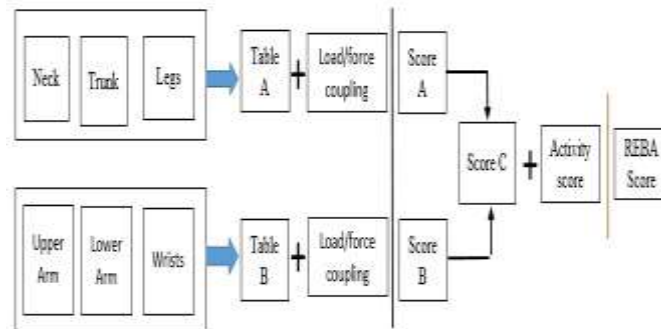 Neck
Trunk
Legs
Table
A
+
Load/force
coupling
Score
A
Score C
+
Activity
score
REBA
Score
Upper
Arm
Lower
Arm
Wrists
Table
B
+
Load/force
coupling
Score
B